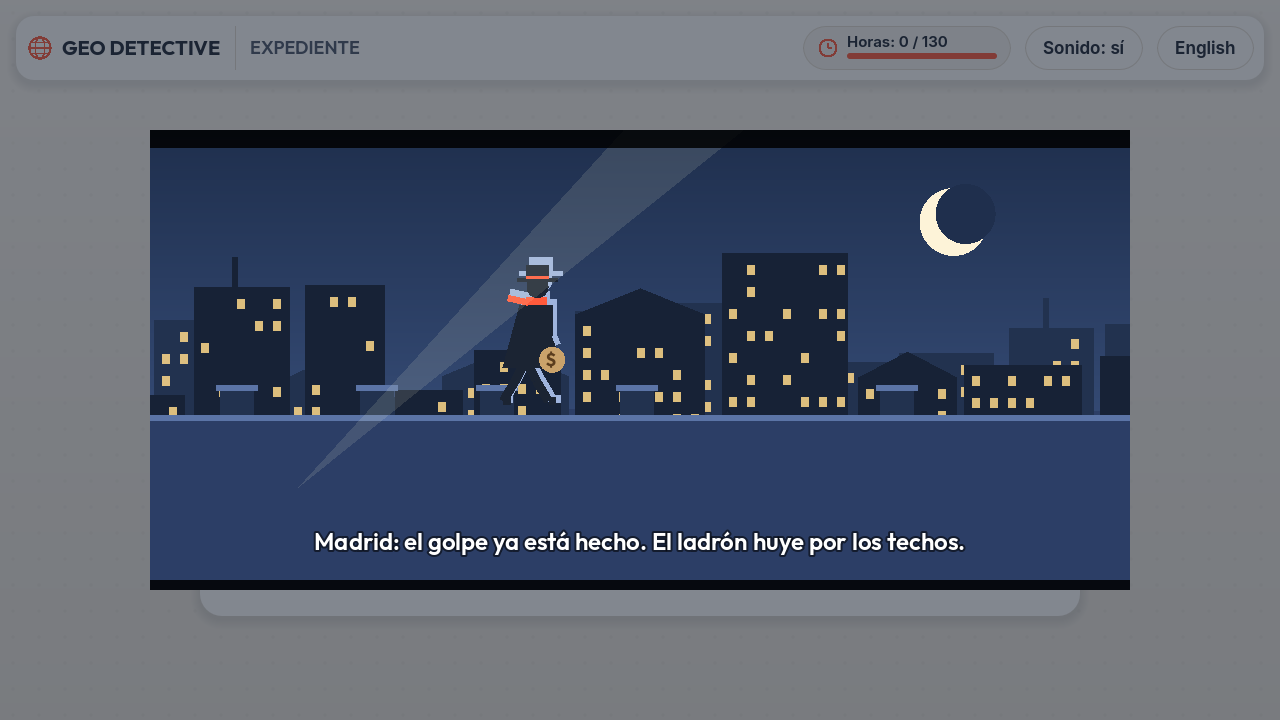 GEO DETECTIVE
EXPEDIENTE
Horas: 0 / 130
Sonido: sí
English
$
Madrid: el golpe ya está hecho. El ladrón huye por los techos.